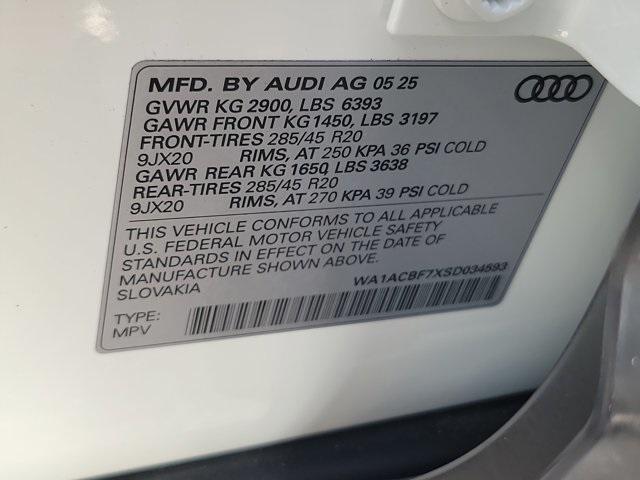 MFD. BY AUDI AG 05 25
GVWR KG 2900, LBS 6393
GAWR FRONT KG1450, LBS 3197
FRONT-TIRES 285/45 R20
9JX20 RIMS, AT 250 KPA 36 PSI COLD
GAWR REAR KG 1650, LBS 3638
REAR-TIRES 285/45 R20
9JX20 RIMS, AT 270 KPA 39 PSI COLD
THIS VEHICLE CONFORMS TO ALL APPLICABLE
U.S. FEDERAL MOTOR VEHICLE SAFETY
STANDARDS IN EFFECT ON THE DATE OF
MANUFACTURE SHOWN ABOVE.
SLOVAKIA
WA1ACBF7XSD034593
TYPE:
MPV